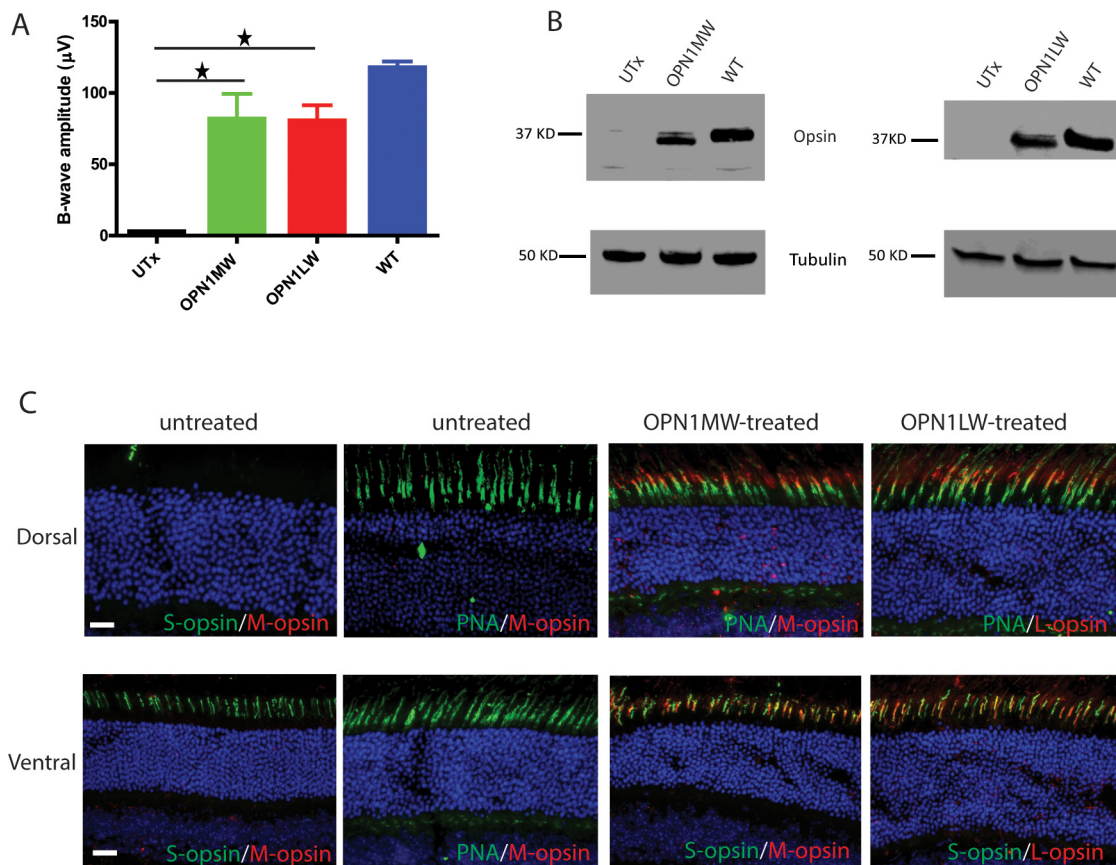 A
B-wave amplitude (µV)
150
100
50
0
UTx
OPN1MW
OPN1LW
WT
B
UTx
OPN1MW
WT
37 KD
Opsin
50 KD
Tubulin
UTx
OPN1LW
WT
37KD
50 KD
C
untreated
untreated
OPN1MW-treated
OPN1LW-treated
Dorsal
S-opsin/M-opsin
PNA/M-opsin
PNA/M-opsin
PNA/L-opsin
Ventral
S-opsin/M-opsin
PNA/M-opsin
S-opsin/M-opsin
S-opsin/L-opsin